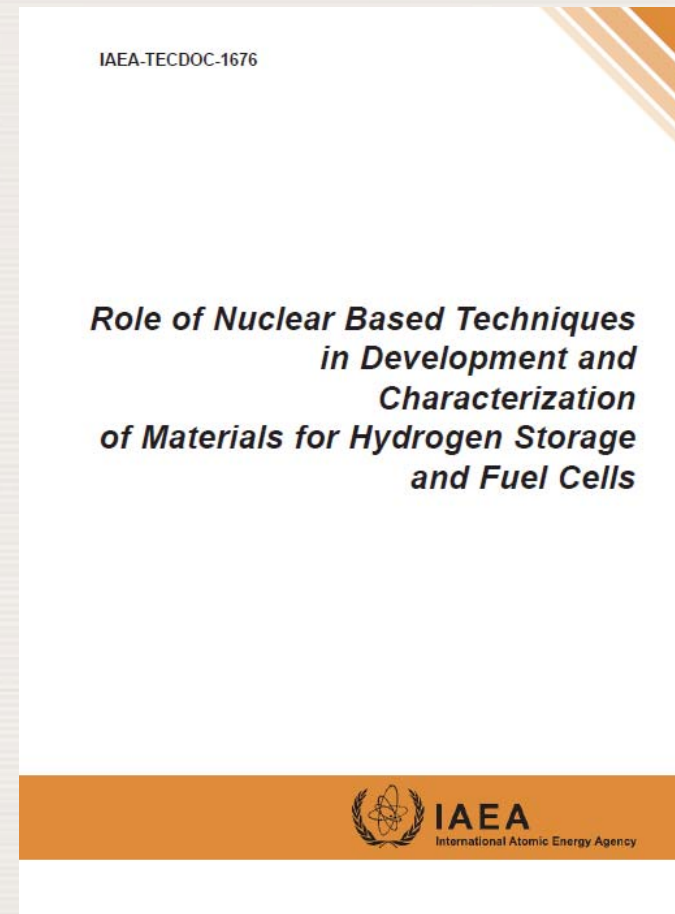 IAEA-TECDOC-1676
Role of Nuclear Based Techniques
in Development and
Characterization
of Materials for Hydrogen Storage
and Fuel Cells
IAEA
International Atomic Energy Agency